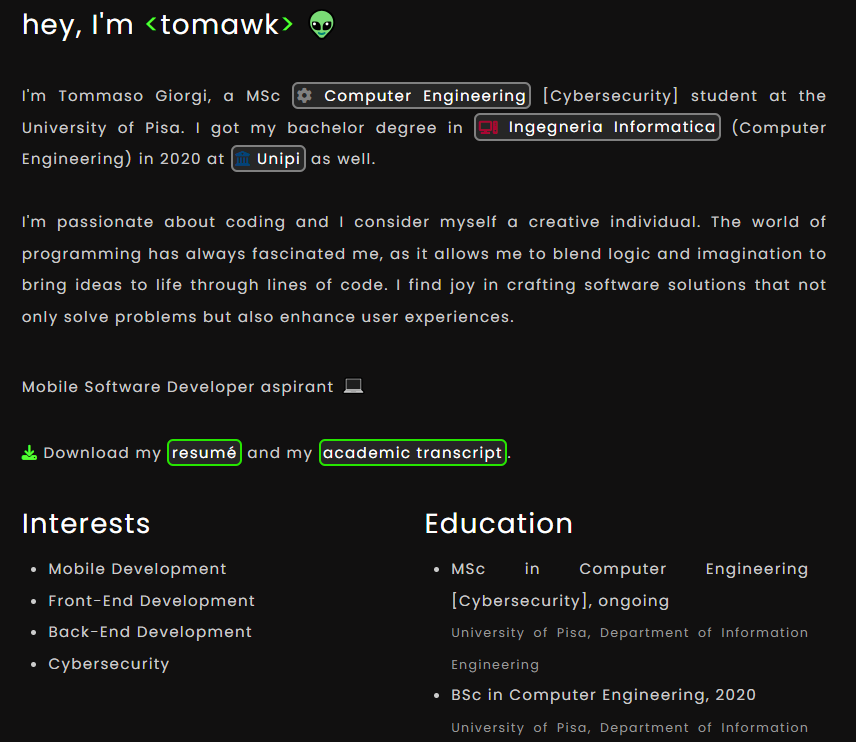 hey, I'm <tomawk> 👽
I'm Tommaso Giorgi, a MSc Computer Engineering [Cybersecurity] student at the
University of Pisa. I got my bachelor degree in Ingegneria Informatica (Computer
Engineering) in 2020 at Unipi as well.
I'm passionate about coding and I consider myself a creative individual. The world of
programming has always fascinated me, as it allows me to blend logic and imagination to
bring ideas to life through lines of code. I find joy in crafting software solutions that not
only solve problems but also enhance user experiences.
Mobile Software Developer aspirant 💻
Download my resumé and my academic transcript.
Interests
• Mobile Development
• Front-End Development
• Back-End Development
• Cybersecurity
Education
• MSc in Computer Engineering
[Cybersecurity], ongoing
University of Pisa, Department of Information
Engineering
• BSc in Computer Engineering, 2020
University of Pisa, Department of Information